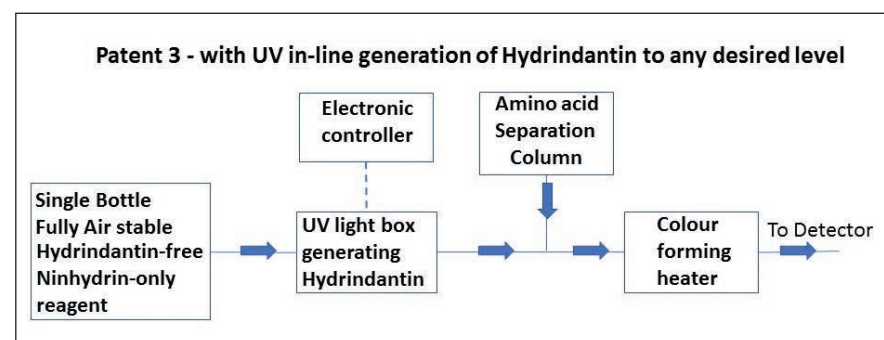 Patent 3 - with UV in-line generation of Hydrindantin to any desired level
Electronic
controller
Amino acid
Separation
Column
Single Bottle
Fully Air stable
Hydrindantin-free
Ninhydrin-only
reagent
UV light box
generating
Hydrindantin
Colour
forming
heater
To Detector